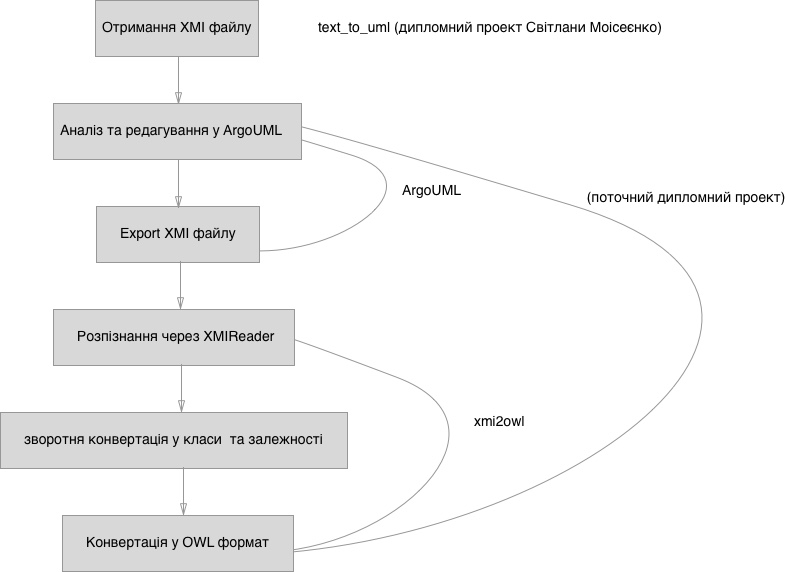 Отримання XMI файлу
text_to_uml (дипломний проект Світлани Моісеєнко)
Аналіз та редагування у ArgoUML
ArgoUML
(поточний дипломний проект)
Export XMI файлу
Розпізнання через XMIReader
xmi2owl
зворотня конвертація у класи та залежності
Конвертація у OWL формат